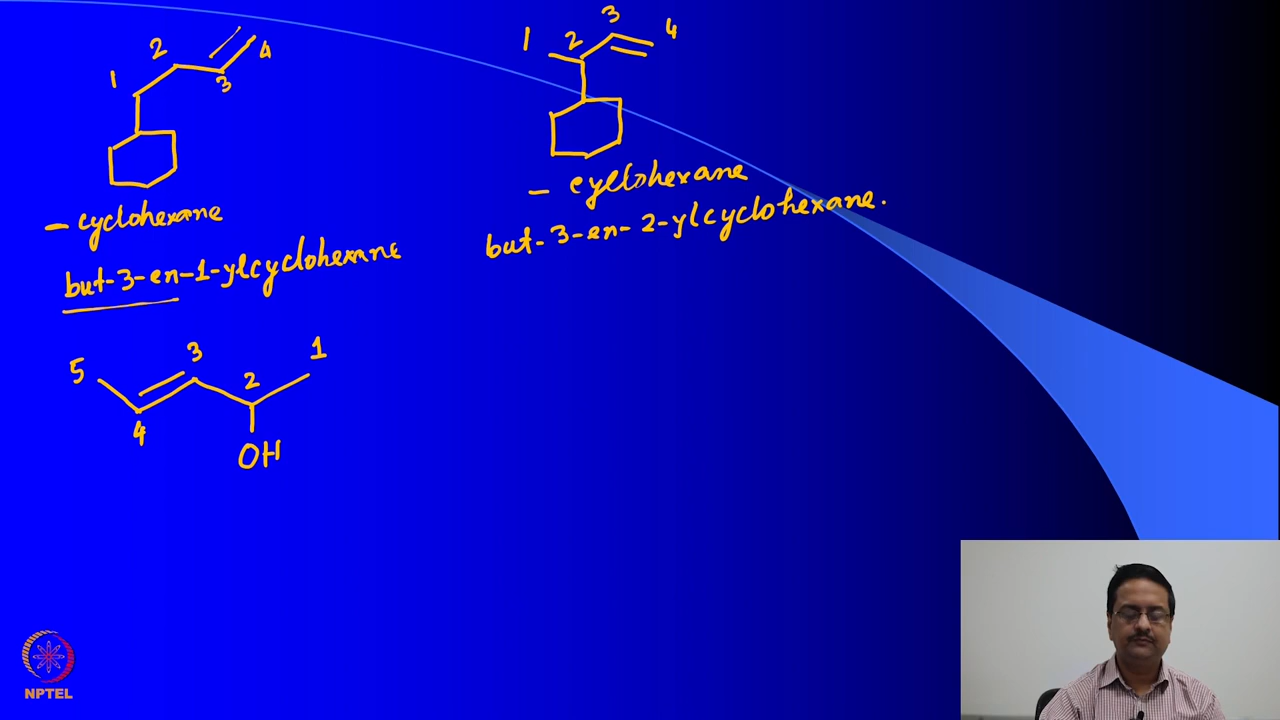 1 2 3 4
– cyclohexane
but-3-en-1-ylcyclohexane
1 2 3 4
– cyclohexane
but-3-en-2-ylcyclohexane.
5 4 3 2 1
OH
NPTEL